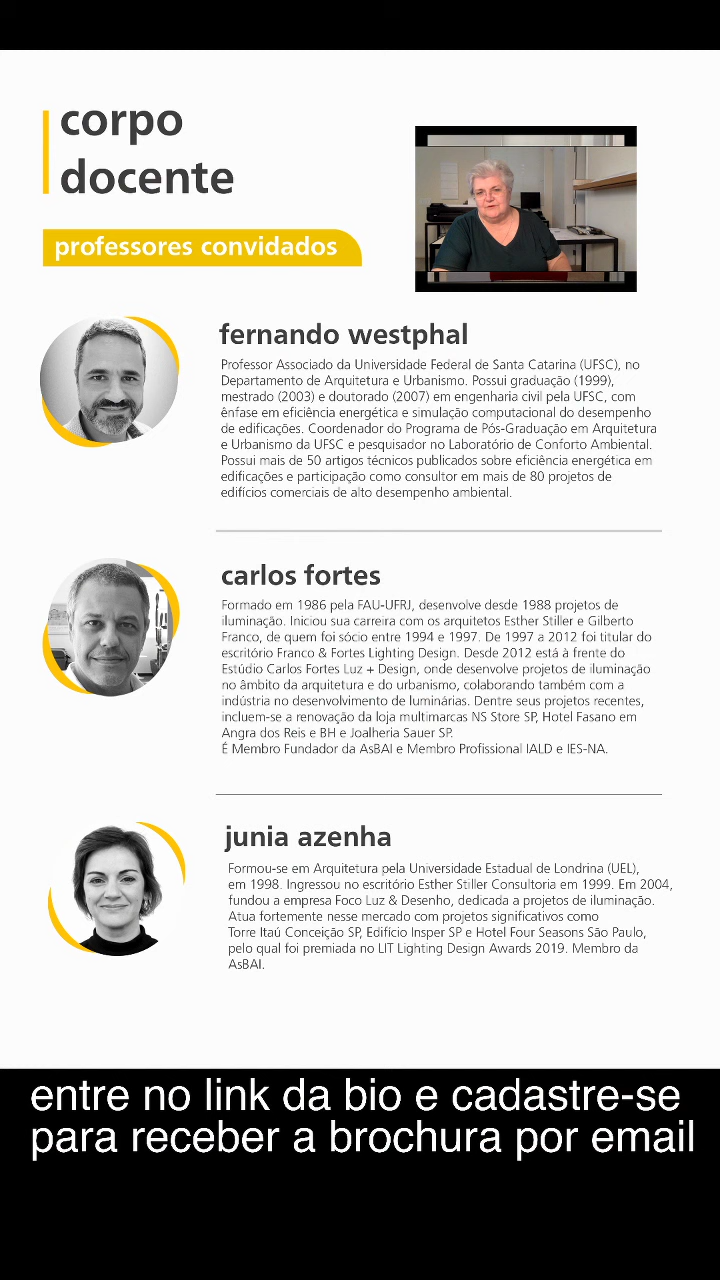 corpo
docente
professores convidados
fernando westphal
Professor Associado da Universidade Federal de Santa Catarina (UFSC), no
Departamento de Arquitetura e Urbanismo. Possui graduação (1999),
mestrado (2003) e doutorado (2007) em engenharia civil pela UFSC, com
ênfase em eficiência energética e simulação computacional do desempenho
de edificações. Coordenador do Programa de Pós-Graduação em Arquitetura
e Urbanismo da UFSC e pesquisador no Laboratório de Conforto Ambiental.
Possui mais de 50 artigos técnicos publicados sobre eficiência energética em
edificações e participação como consultor em mais de 80 projetos de
edifícios comerciais de alto desempenho ambiental.
carlos fortes
Formado em 1986 pela FAU-UFRJ, desenvolve desde 1988 projetos de
iluminação. Iniciou sua carreira com os arquitetos Esther Stiller e Gilberto
Franco, de quem foi sócio entre 1994 e 1997. De 1997 a 2012 foi titular do
escritório Franco & Fortes Lighting Design. Desde 2012 está à frente do
Estúdio Carlos Fortes Luz + Design, onde desenvolve projetos de iluminação
no âmbito da arquitetura e do urbanismo, colaborando também com a
indústria no desenvolvimento de luminárias. Dentre seus projetos recentes,
incluem-se a renovação da loja multimarcas NS Store SP, Hotel Fasano em
Angra dos Reis e BH e Joalheria Sauer SP.
É Membro Fundador da AsBAI e Membro Profissional IALD e IES-NA.
junia azenha
Formou-se em Arquitetura pela Universidade Estadual de Londrina (UEL),
em 1998. Ingressou no escritório Esther Stiller Consultoria em 1999. Em 2004,
fundou a empresa Foco Luz & Desenho, dedicada a projetos de iluminação.
Atua fortemente nesse mercado com projetos significativos como
Torre Itaú Conceição SP, Edifício Insper SP e Hotel Four Seasons São Paulo,
pelo qual foi premiada no LIT Lighting Design Awards 2019. Membro da
AsBAI.
entre no link da bio e cadastre-se
para receber a brochura por email